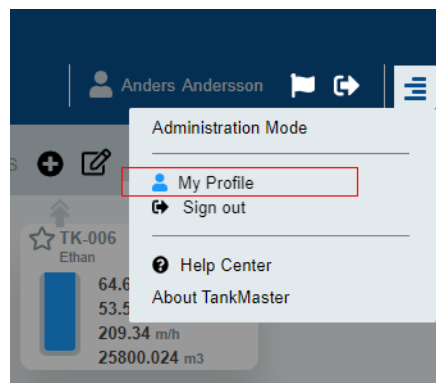 Anders Andersson
Administration Mode
My Profile
Sign out
Help Center
About TankMaster
TK-006
Ethan
64.6
53.5
209.34 m/h
25800.024 m3